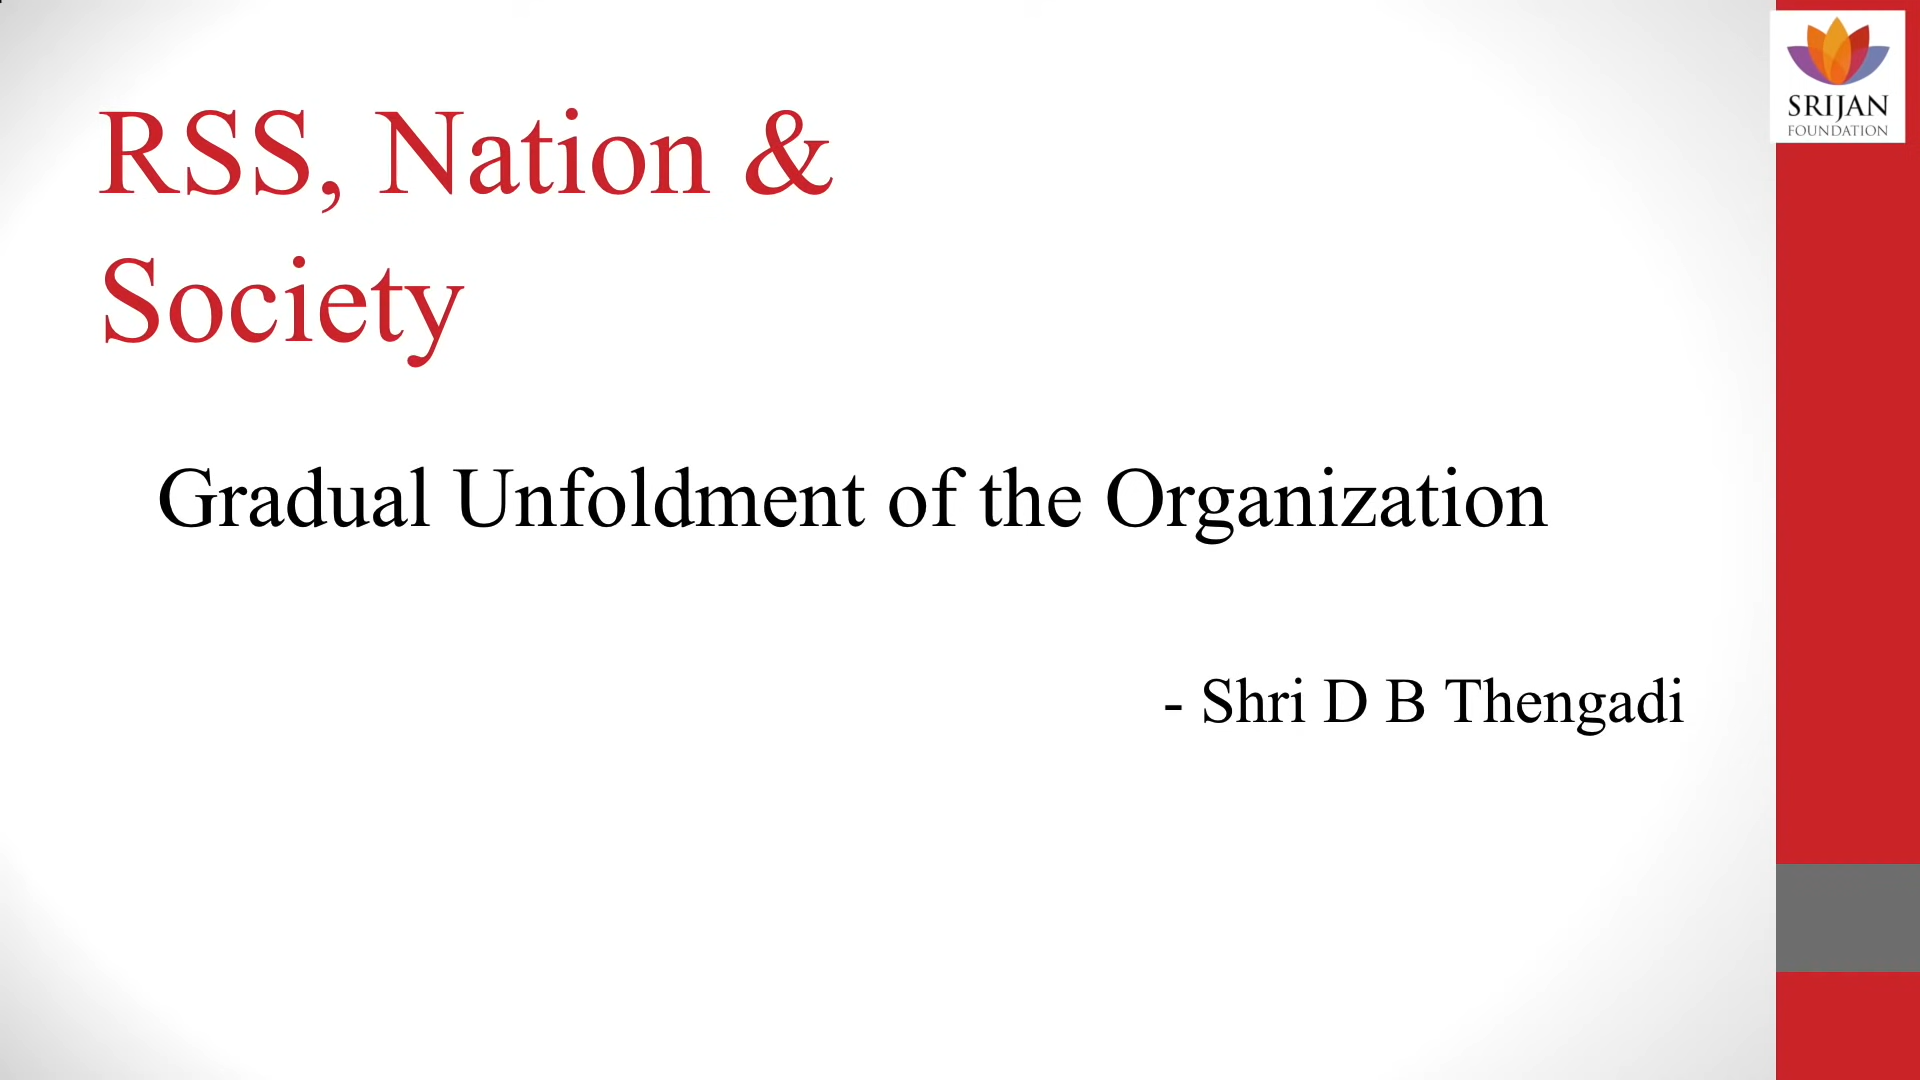 SRIJAN
FOUNDATION
RSS, Nation &
Society
Gradual Unfoldment of the Organization
- Shri D B Thengadi